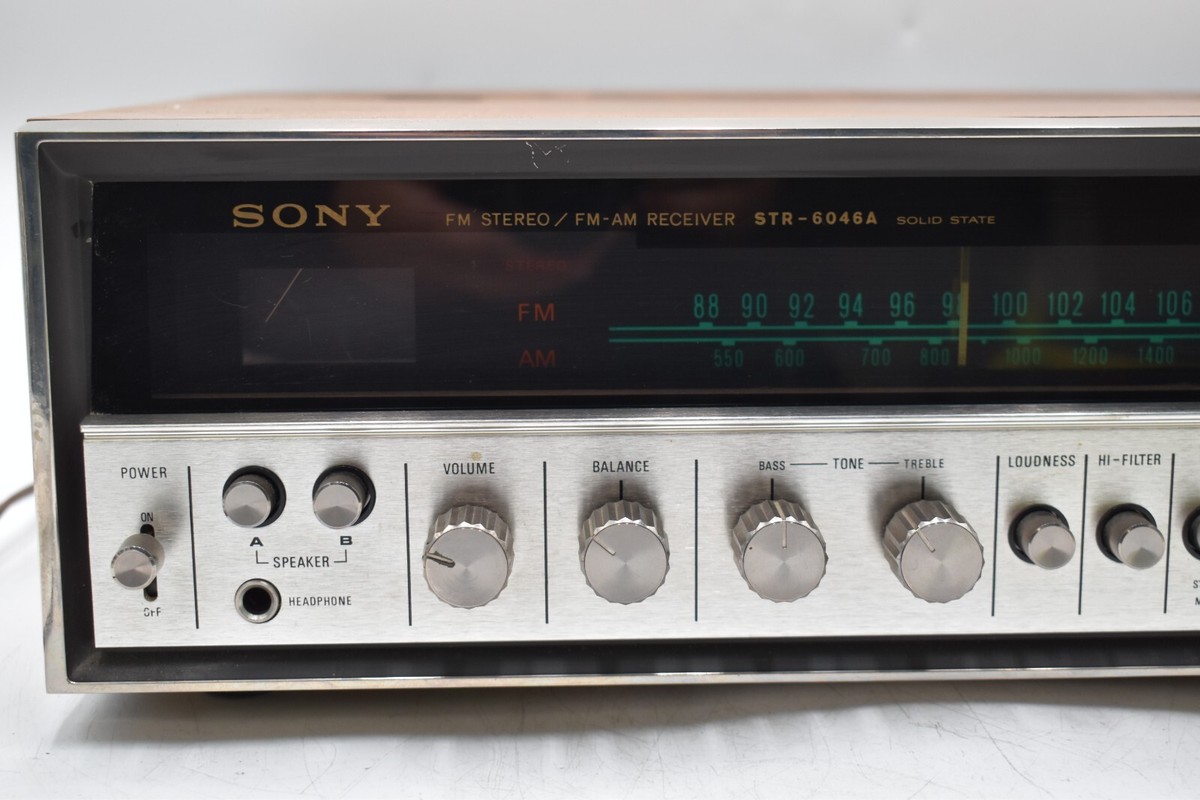 SONY FM STEREO / FM-AM RECEIVER STR-6046A SOLID STATE
STEREO
FM 88 90 92 94 96 98 100 102 104 106
AM 550 600 700 800 1000 1200 1400
POWER
ON
OFF
A B
SPEAKER
HEADPHONE
VOLUME
BALANCE
BASS TONE TREBLE
LOUDNESS
HI-FILTER